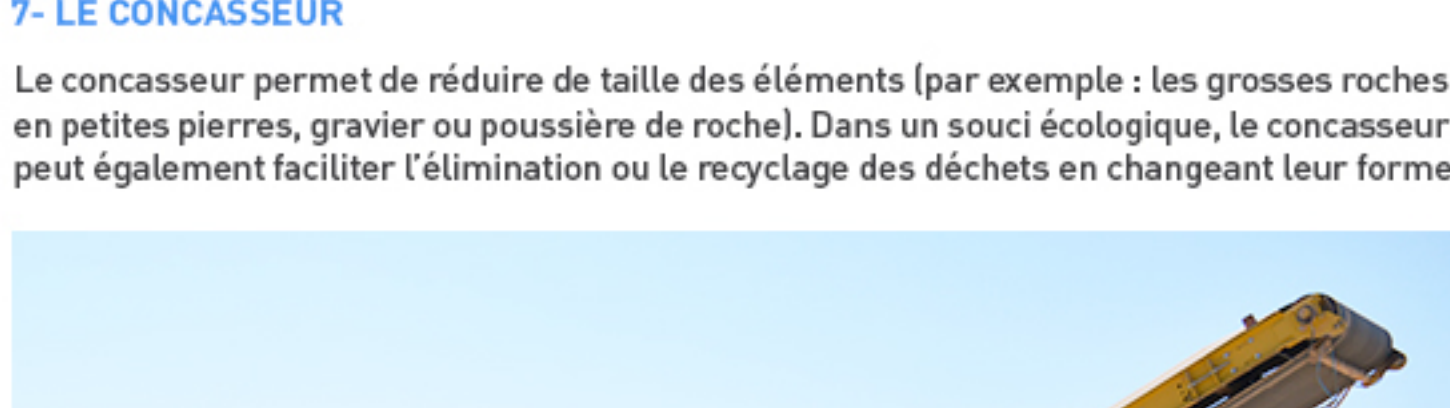 7- LE CONCASSEUR
Le concasseur permet de réduire de taille des éléments (par exemple : les grosses roches
en petites pierres, gravier ou poussière de roche). Dans un souci écologique, le concasseur
peut également faciliter l'élimination ou le recyclage des déchets en changeant leur forme